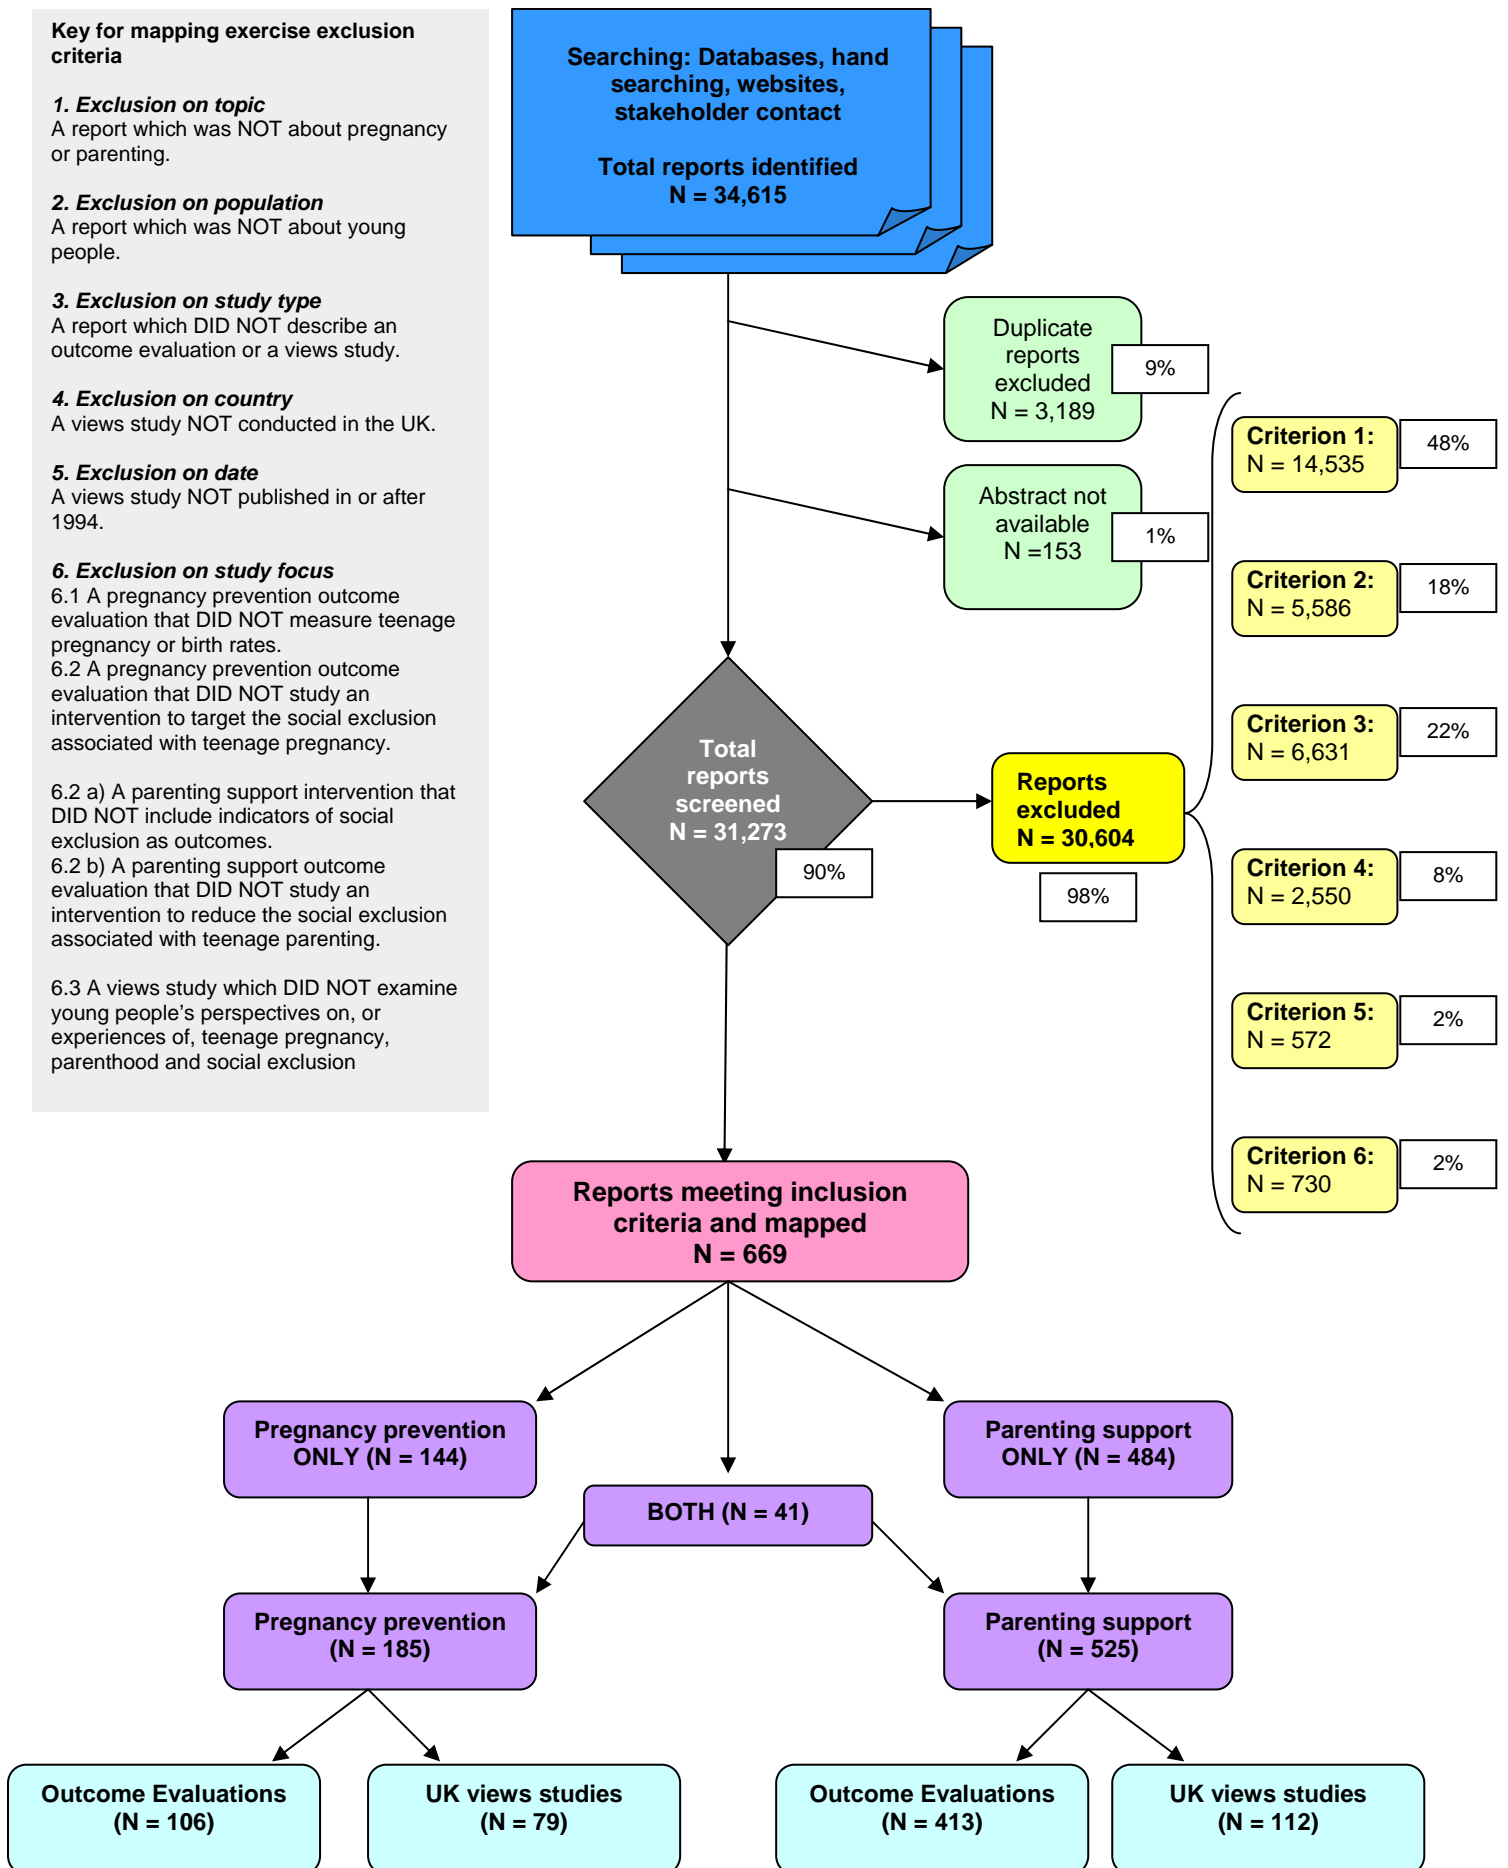 Key for mapping exercise exclusion
criteria
1. Exclusion on topic
A report which was NOT about pregnancy
or parenting.
2. Exclusion on population
A report which was NOT about young
people.
3. Exclusion on study type
A report which DID NOT describe an
outcome evaluation or a views study.
4. Exclusion on country
A views study NOT conducted in the UK.
5. Exclusion on date
A views study NOT published in or after
1994.
6. Exclusion on study focus
6.1 A pregnancy prevention outcome
evaluation that DID NOT measure teenage
pregnancy or birth rates.
6.2 A pregnancy prevention outcome
evaluation that DID NOT study an
intervention to target the social exclusion
associated with teenage pregnancy.
6.2 a) A parenting support intervention that
DID NOT include indicators of social
exclusion as outcomes.
6.2 b) A parenting support outcome
evaluation that DID NOT study an
intervention to reduce the social exclusion
associated with teenage parenting.
6.3 A views study which DID NOT examine
young people’s perspectives on, or
experiences of, teenage pregnancy,
parenthood and social exclusion
Searching: Databases, hand
searching, websites,
stakeholder contact
Total reports identified
N = 34,615
Duplicate
reports
excluded
N = 3,189
9%
Abstract not
available
N =153
1%
Total
reports
screened
N = 31,273
90%
Reports
excluded
N = 30,604
98%
Criterion 1:
N = 14,535
48%
Criterion 2:
N = 5,586
18%
Criterion 3:
N = 6,631
22%
Criterion 4:
N = 2,550
8%
Criterion 5:
N = 572
2%
Criterion 6:
N = 730
2%
Reports meeting inclusion
criteria and mapped
N = 669
Pregnancy prevention
ONLY (N = 144)
BOTH (N = 41)
Parenting support
ONLY (N = 484)
Pregnancy prevention
(N = 185)
Parenting support
(N = 525)
Outcome Evaluations
(N = 106)
UK views studies
(N = 79)
Outcome Evaluations
(N = 413)
UK views studies
(N = 112)